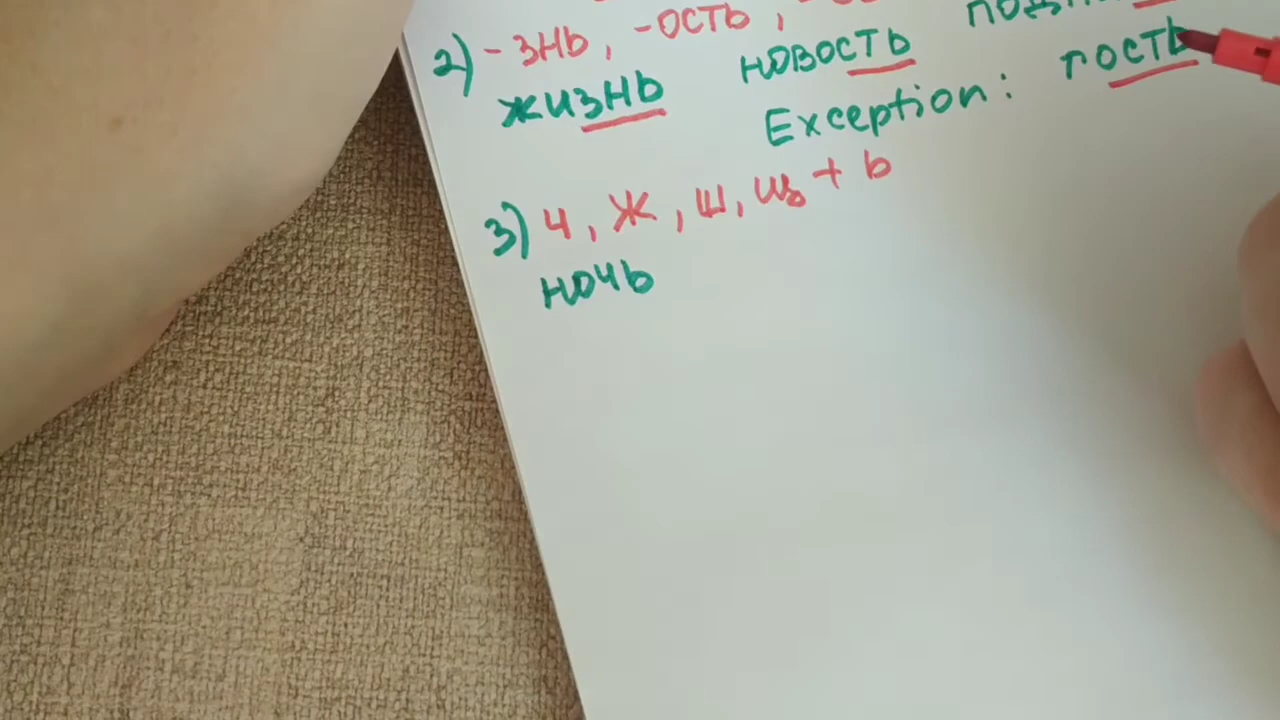 2) -знь, -ость,
жизнь новость
Exception: гость
3) ч, ж, ш, щ + ь
ночь